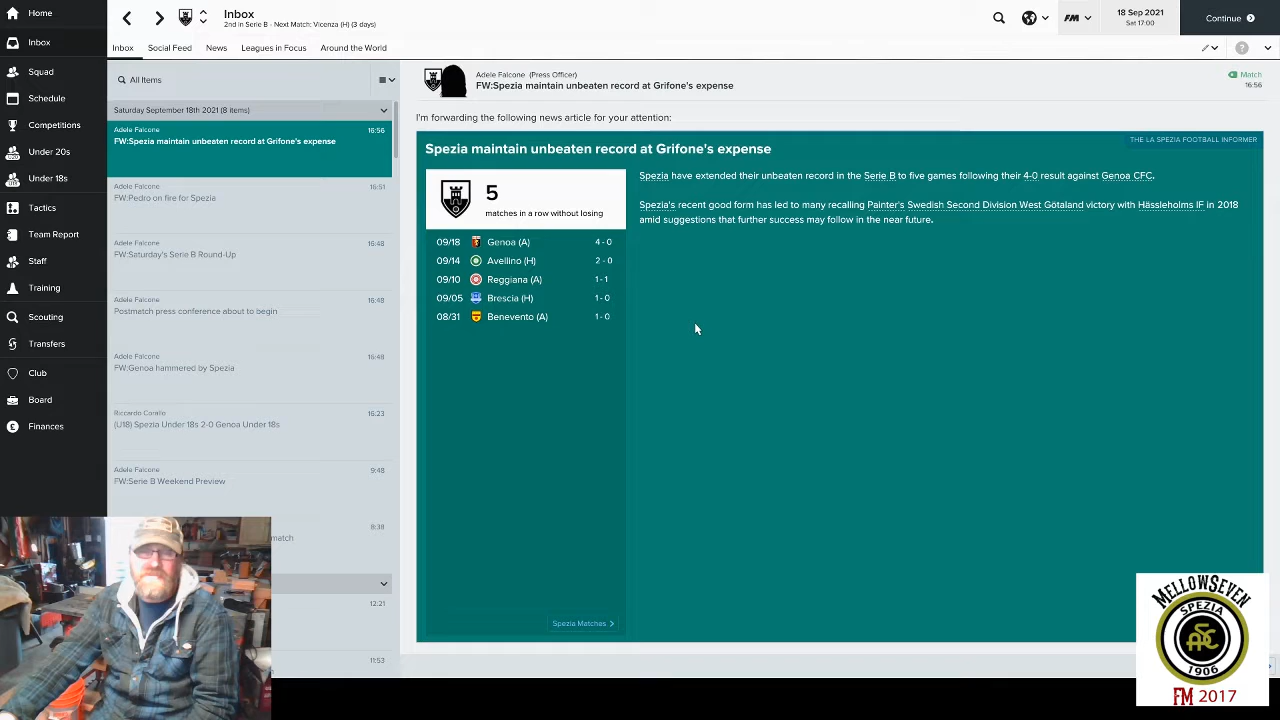 Home
Inbox
Squad
Schedule
Competitions
Under 20s
Under 18s
Tactics
Team Report
Staff
Training
Scouting
Transfers
Club
Board
Finances
Inbox
2nd in Serie B - Next Match: Vicenza (H) (3 days)
FM
18 Sep 2021
Sat 17:00
Continue
Inbox
Social Feed
News
Leagues in Focus
Around the World
All Items
Saturday September 18th 2021 (8 items)
Adele Falcone 16:56
FW:Spezia maintain unbeaten record at Grifone's expense
Adele Falcone 16:51
FW:Pedro on fire for Spezia
Adele Falcone 16:48
FW:Saturday's Serie B Round-Up
Adele Falcone 16:48
Postmatch press conference about to begin
Adele Falcone 16:48
FW:Genoa hammered by Spezia
Riccardo Corallo 16:23
(U18) Spezia Under 18s 2-0 Genoa Under 18s
Adele Falcone 9:48
FW:Serie B Weekend Preview
8:38
match
12:21
11:53
Adele Falcone (Press Officer)
FW:Spezia maintain unbeaten record at Grifone's expense
Match
16:56
I'm forwarding the following news article for your attention:
THE LA SPEZIA FOOTBALL INFORMER
Spezia maintain unbeaten record at Grifone's expense
5
matches in a row without losing
09/18 Genoa (A) 4 - 0
09/14 Avellino (H) 2 - 0
09/10 Reggiana (A) 1 - 1
09/05 Brescia (H) 1 - 0
08/31 Benevento (A) 1 - 0
Spezia Matches
Spezia have extended their unbeaten record in the Serie B to five games following their 4-0 result against Genoa CFC.
Spezia's recent good form has led to many recalling Painter's Swedish Second Division West Götaland victory with Hässleholms IF in 2018
amid suggestions that further success may follow in the near future.
MELLOWSEVEN
SPEZIA
1906
FM 2017